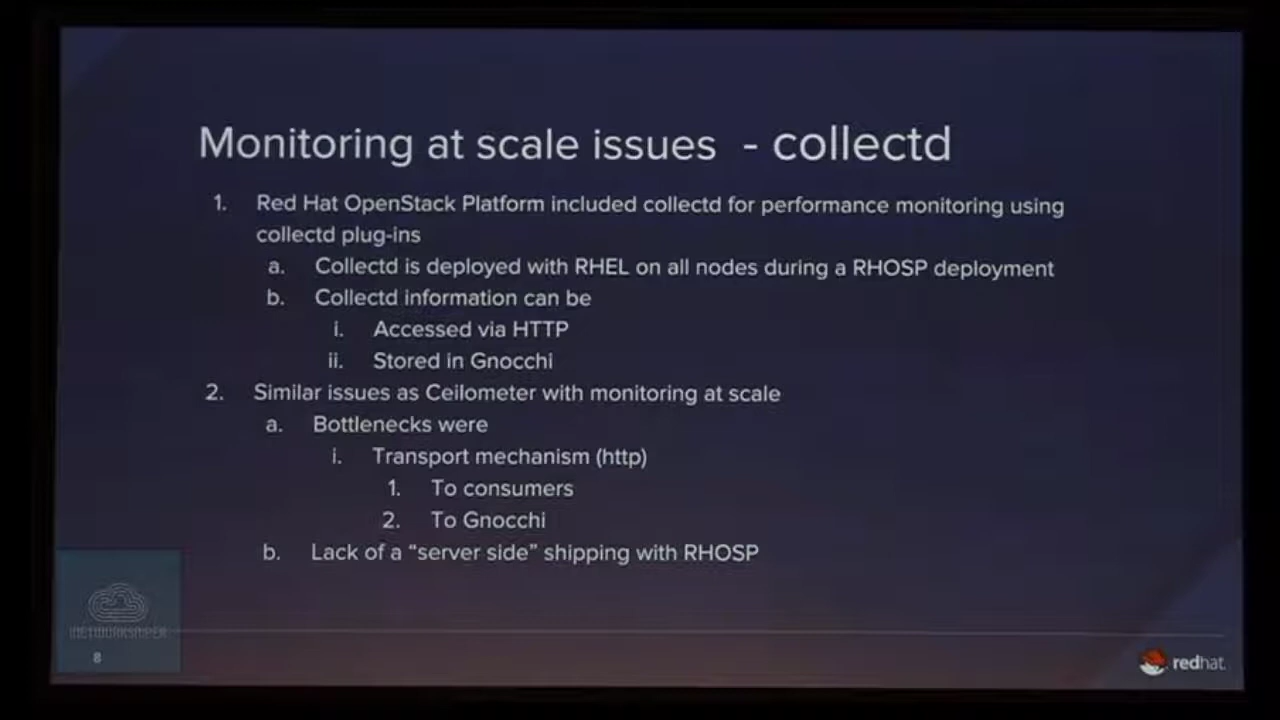 Monitoring at scale issues - collectd
1. Red Hat OpenStack Platform included collectd for performance monitoring using
collectd plug-ins
a. Collectd is deployed with RHEL on all nodes during a RHOSP deployment
b. Collectd information can be
i. Accessed via HTTP
ii. Stored in Gnocchi
2. Similar issues as Ceilometer with monitoring at scale
a. Bottlenecks were
i. Transport mechanism (http)
1. To consumers
2. To Gnocchi
b. Lack of a “server side” shipping with RHOSP
8
redhat.